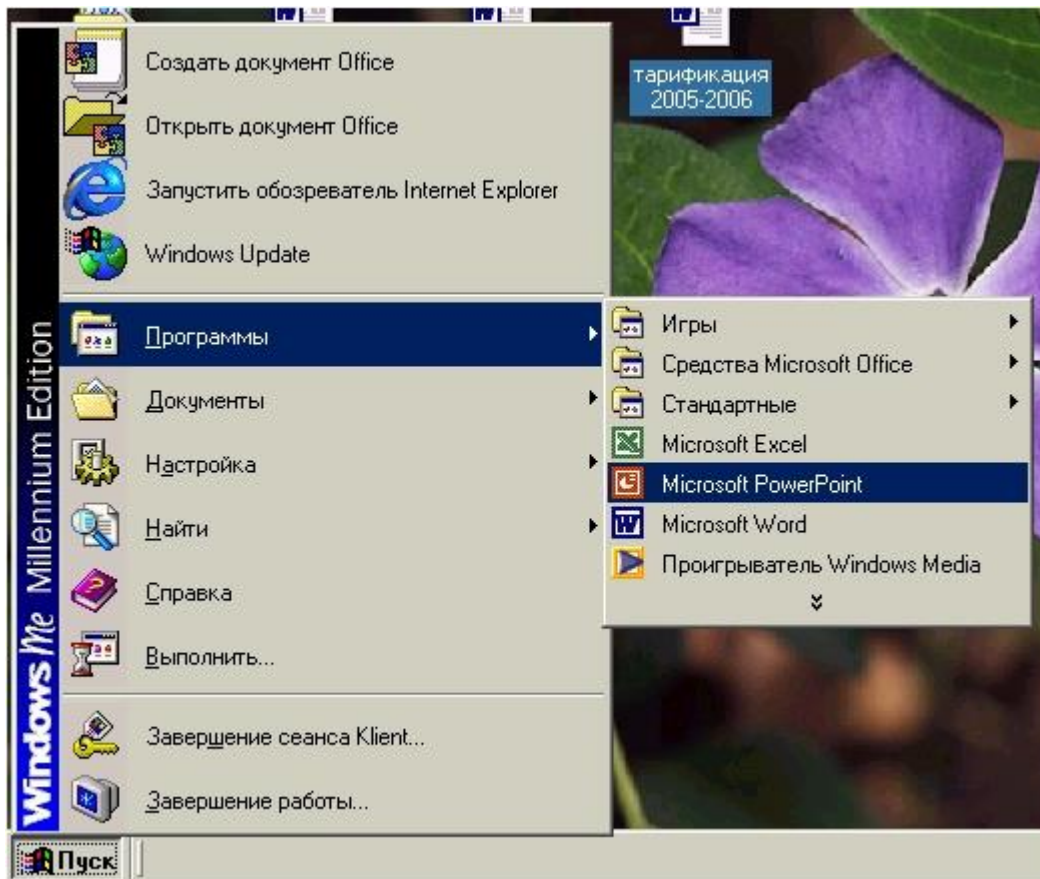 тарификация
2005-2006
Создать документ Office
Открыть документ Office
Запустить обозреватель Internet Explorer
Windows Update
Программы
Документы
Настройка
Найти
Справка
Выполнить...
Завершение сеанса Klient...
Завершение работы...
Windows Me Millennium Edition
Игры
Средства Microsoft Office
Стандартные
Microsoft Excel
Microsoft PowerPoint
Microsoft Word
Проигрыватель Windows Media
Пуск